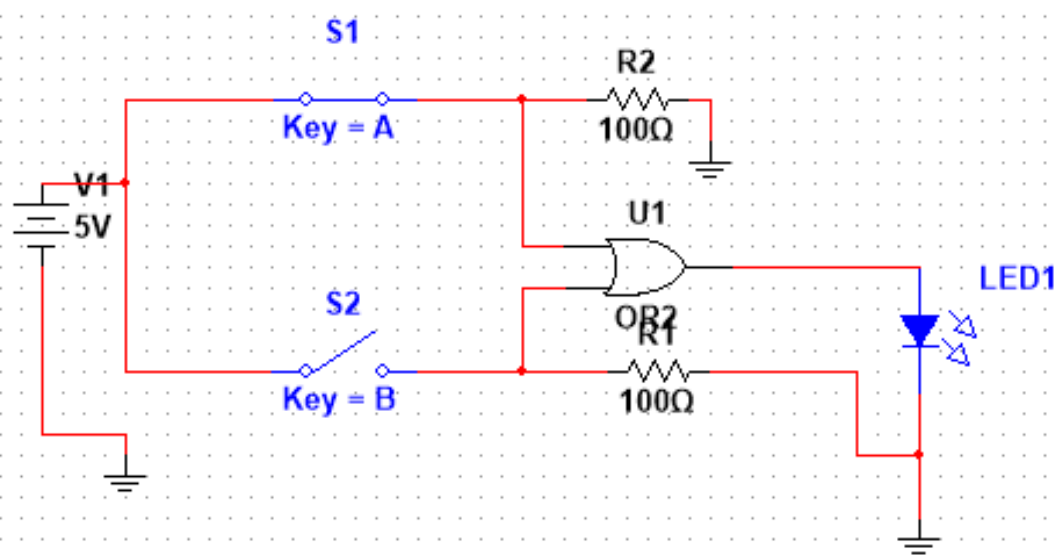 S1
Key = A
R2
100Ω
V1
5V
U1
OR2
S2
Key = B
R1
100Ω
LED1